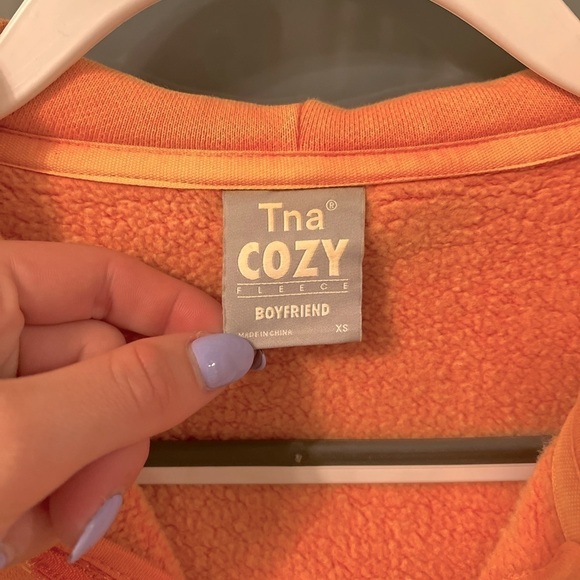 Tna®
COZY
FLEECE
BOYFRIEND
MADE IN CHINA XS